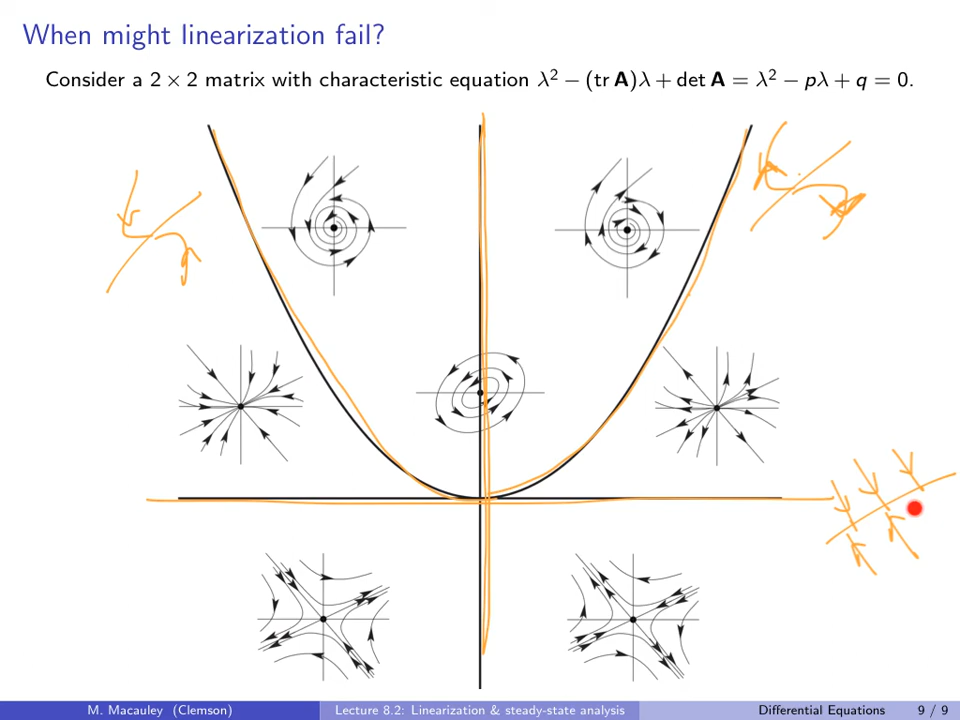 When might linearization fail?
Consider a 2 × 2 matrix with characteristic equation λ² − (tr A)λ + det A = λ² − pλ + q = 0.
M. Macauley (Clemson) Lecture 8.2: Linearization & steady-state analysis Differential Equations 9 / 9